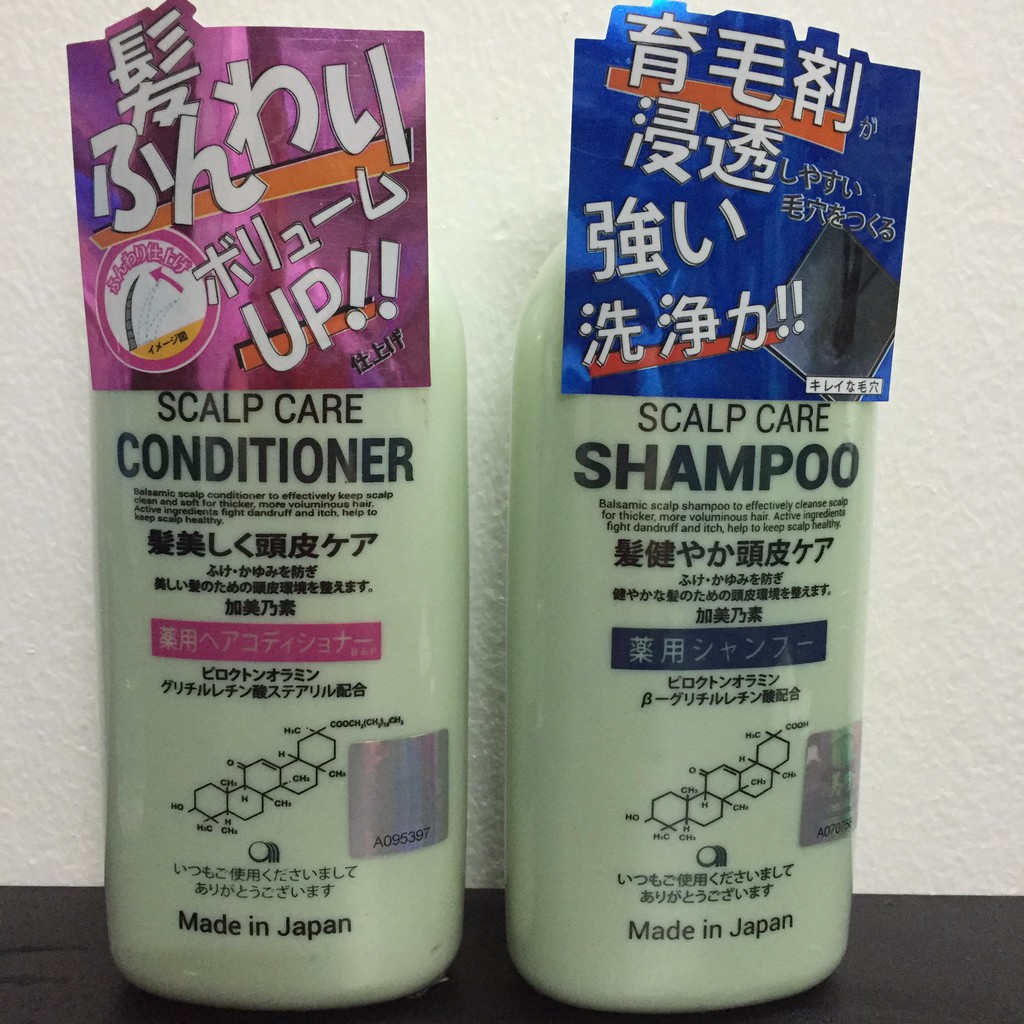 髪
ふんわり
ボリューム
UP!!
仕上げ
ふんわり仕上げ
イメージ図
SCALP CARE
CONDITIONER
Balsamic scalp conditioner to effectively keep scalp
clean and soft for thicker, more voluminous hair.
Active ingredients fight dandruff and itch, help to
keep scalp healthy.
髪美しく頭皮ケア
ふけ・かゆみを防ぎ
美しい髪のための頭皮環境を整えます。
加美乃素
薬用ヘアコディショナー
B&P
ピロクトンオラミン
グリチルレチン酸ステアリル配合
H₃C
O
CH₃
CH₃
CH₃
H
H
HO
H₃C
CH₃
A095397
いつもご使用くださいまして
ありがとうございます
Made in Japan
育毛剤が
浸透しやすい
毛穴をつくる
強い
洗浄力!!
キレイな毛穴
SCALP CARE
SHAMPOO
Balsamic scalp shampoo to effectively cleanse scalp
for thicker, more voluminous hair. Active ingredients
fight dandruff and itch, help to keep scalp healthy.
髪健やか頭皮ケア
ふけ・かゆみを防ぎ
健やかな髪のための頭皮環境を整えます。
加美乃素
薬用シャンプー
ピロクトンオラミン
β－グリチルレチン酸配合
H₃C
COOH
O
H
CH₃
CH₃
CH₃
H
HO
H₃C
CH₃
いつもご使用くださいまして
ありがとうございます
Made in Japan